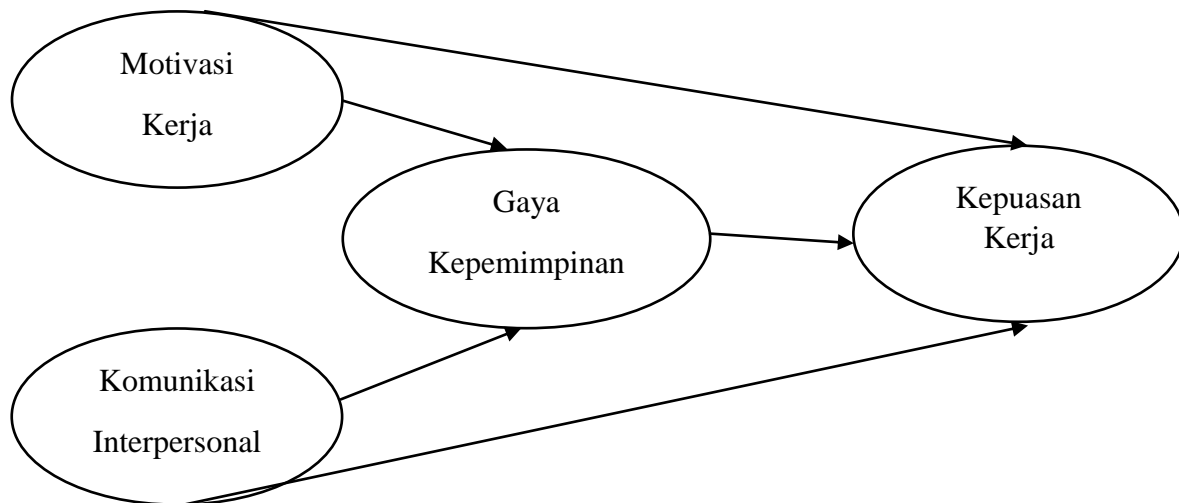 Motivasi
Kerja
Gaya
Kepemimpinan
Kepuasan
Kerja
Komunikasi
Interpersonal